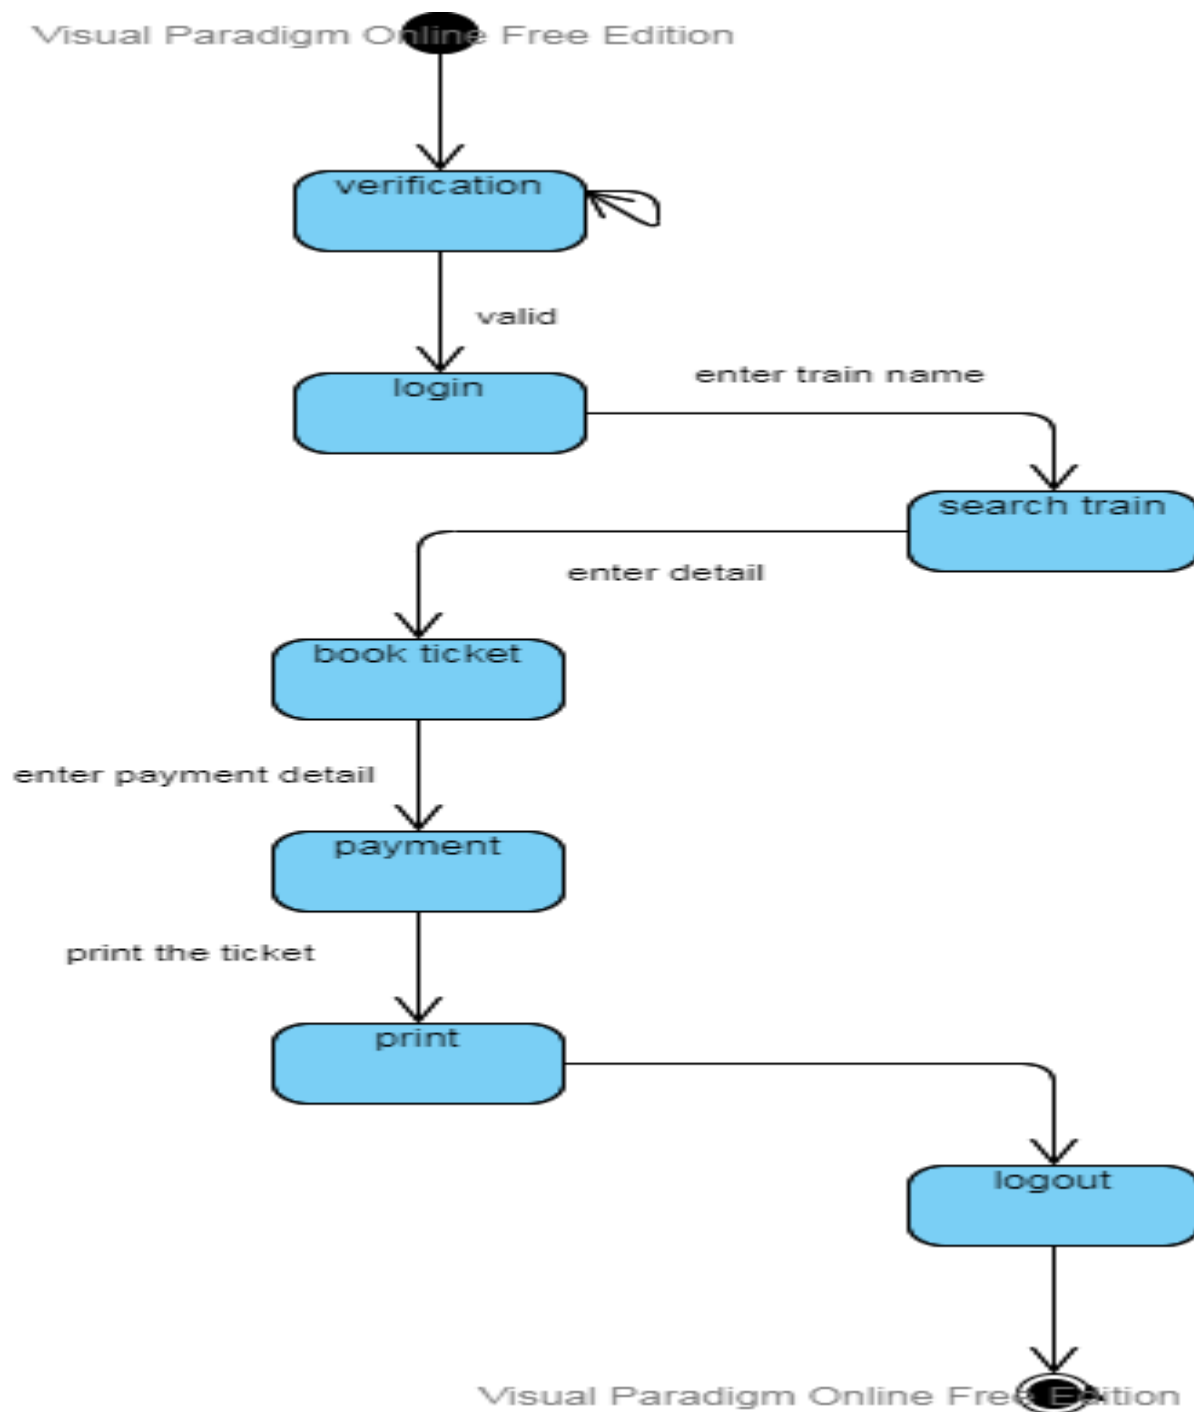 Visual Paradigm Online Free Edition
verification
valid
enter train name
login
search train
enter detail
book ticket
enter payment detail
payment
print the ticket
print
logout
Visual Paradigm Online Free Edition